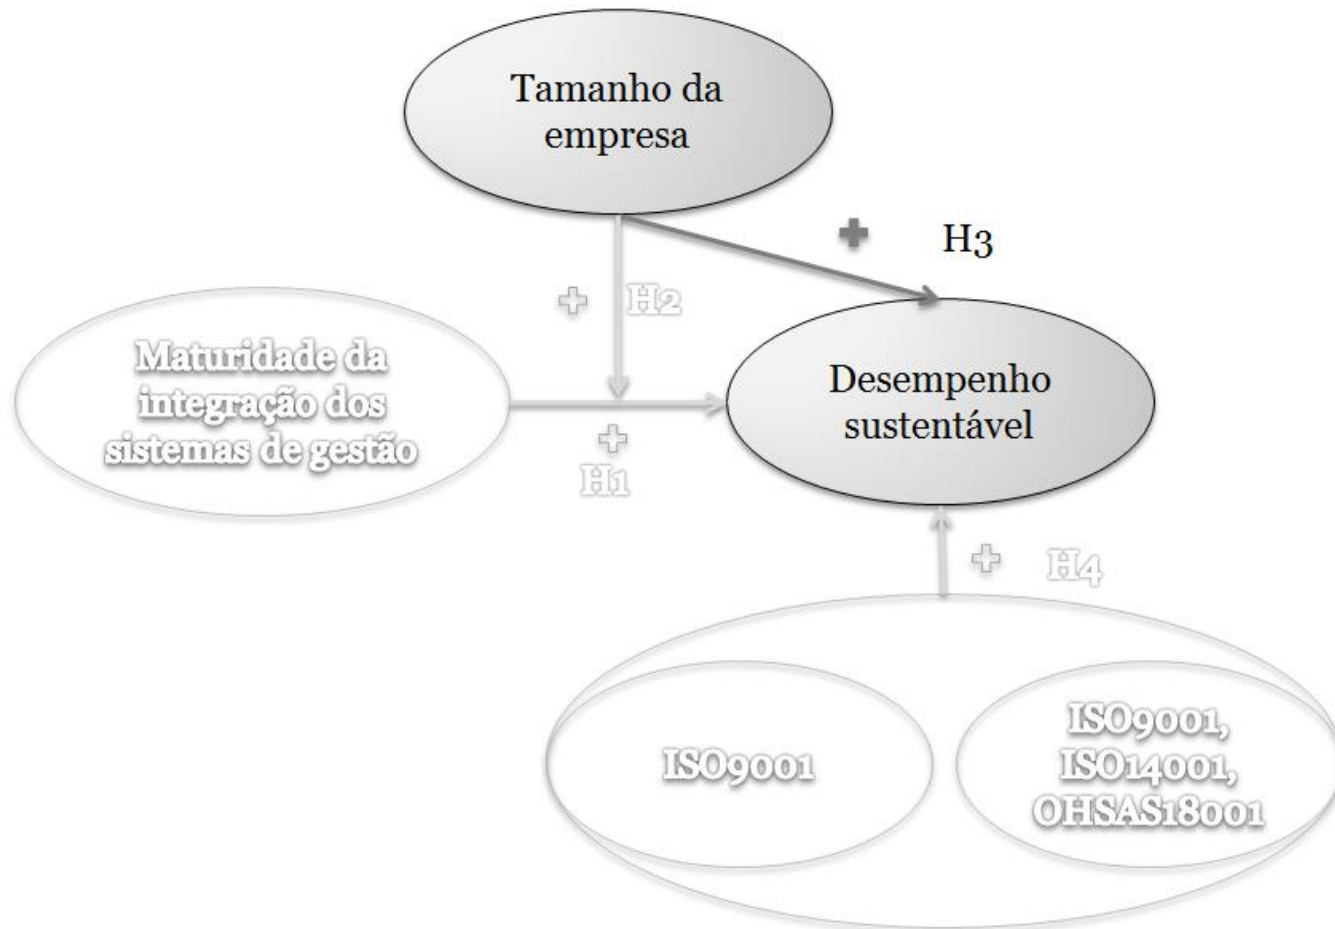 Tamanho da
empresa
+ H3
+ H2
Maturidade da
integração dos
sistemas de gestão
Desempenho
sustentável
+
H1
+ H4
ISO9001
ISO9001,
ISO14001,
OHSAS18001